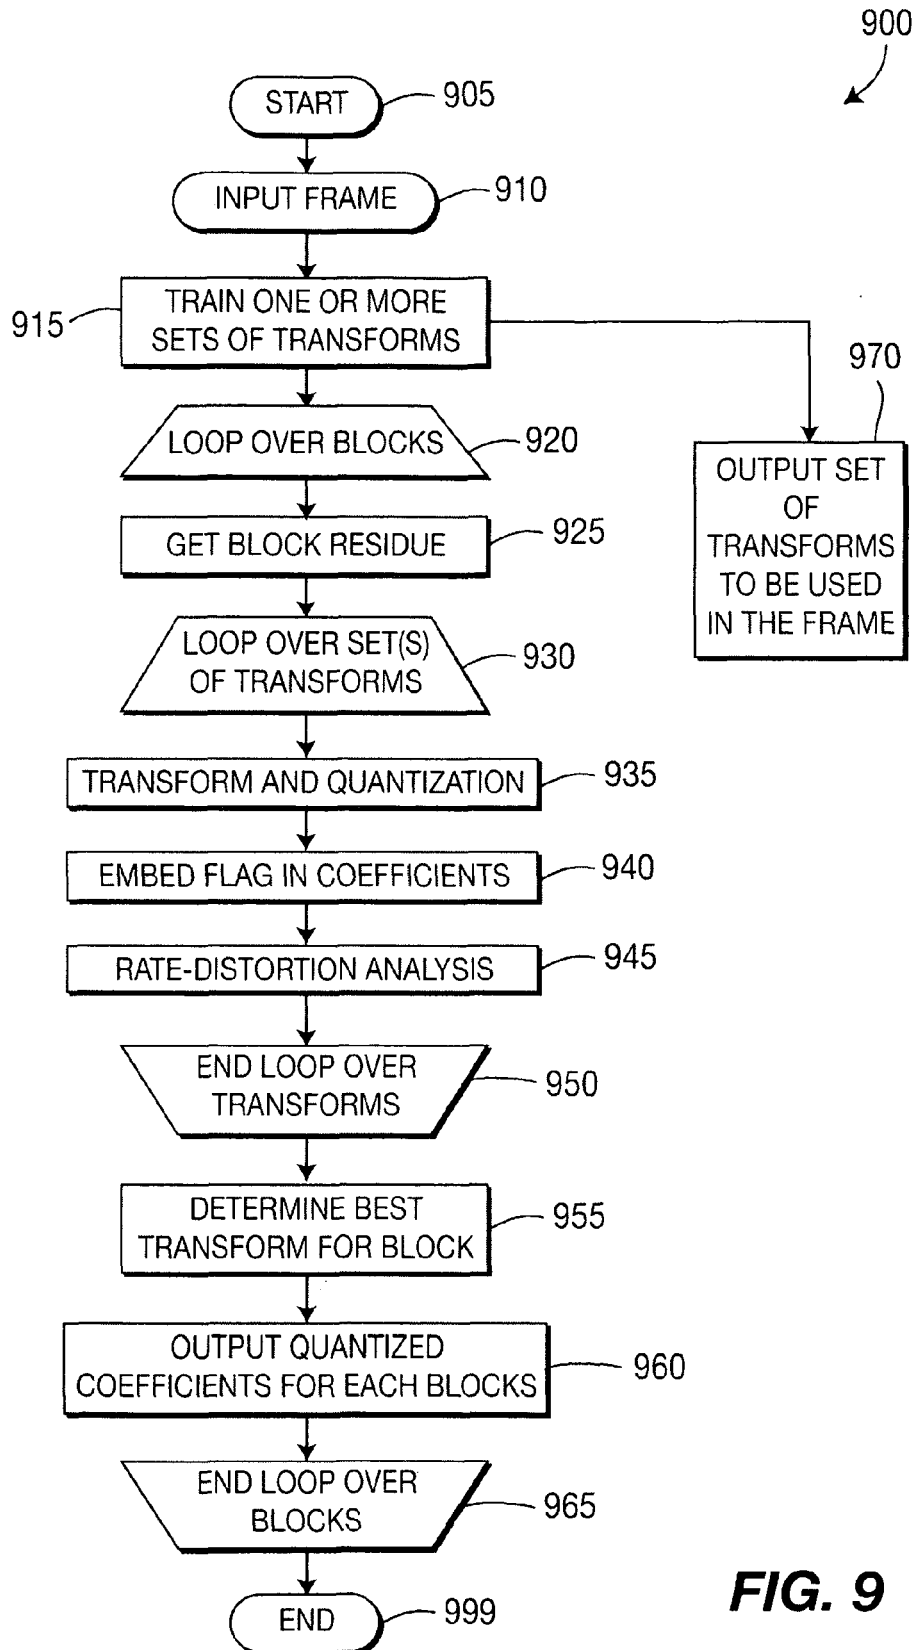 900
START
905
INPUT FRAME
910
915
TRAIN ONE OR MORE
SETS OF TRANSFORMS
970
LOOP OVER BLOCKS
920
OUTPUT SET
OF
TRANSFORMS
TO BE USED
IN THE FRAME
GET BLOCK RESIDUE
925
LOOP OVER SET(S)
OF TRANSFORMS
930
TRANSFORM AND QUANTIZATION
935
EMBED FLAG IN COEFFICIENTS
940
RATE-DISTORTION ANALYSIS
945
END LOOP OVER
TRANSFORMS
950
DETERMINE BEST
TRANSFORM FOR BLOCK
955
OUTPUT QUANTIZED
COEFFICIENTS FOR EACH BLOCKS
960
END LOOP OVER
BLOCKS
965
END
999
FIG. 9